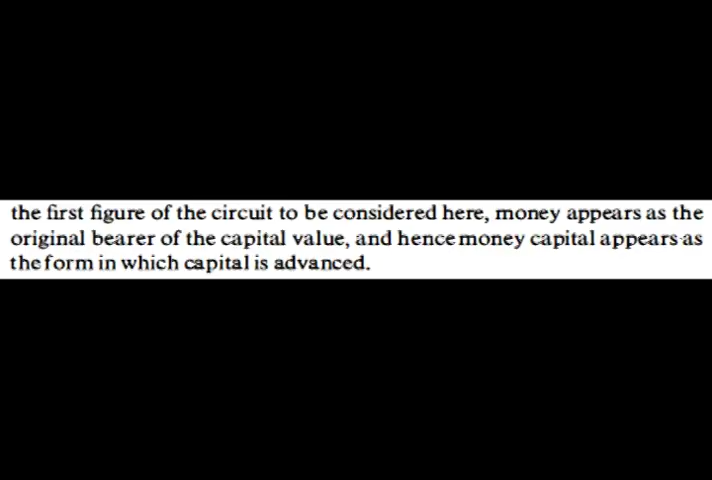 the first figure of the circuit to be considered here, money appears as the
original bearer of the capital value, and hence money capital appears as
the form in which capital is advanced.